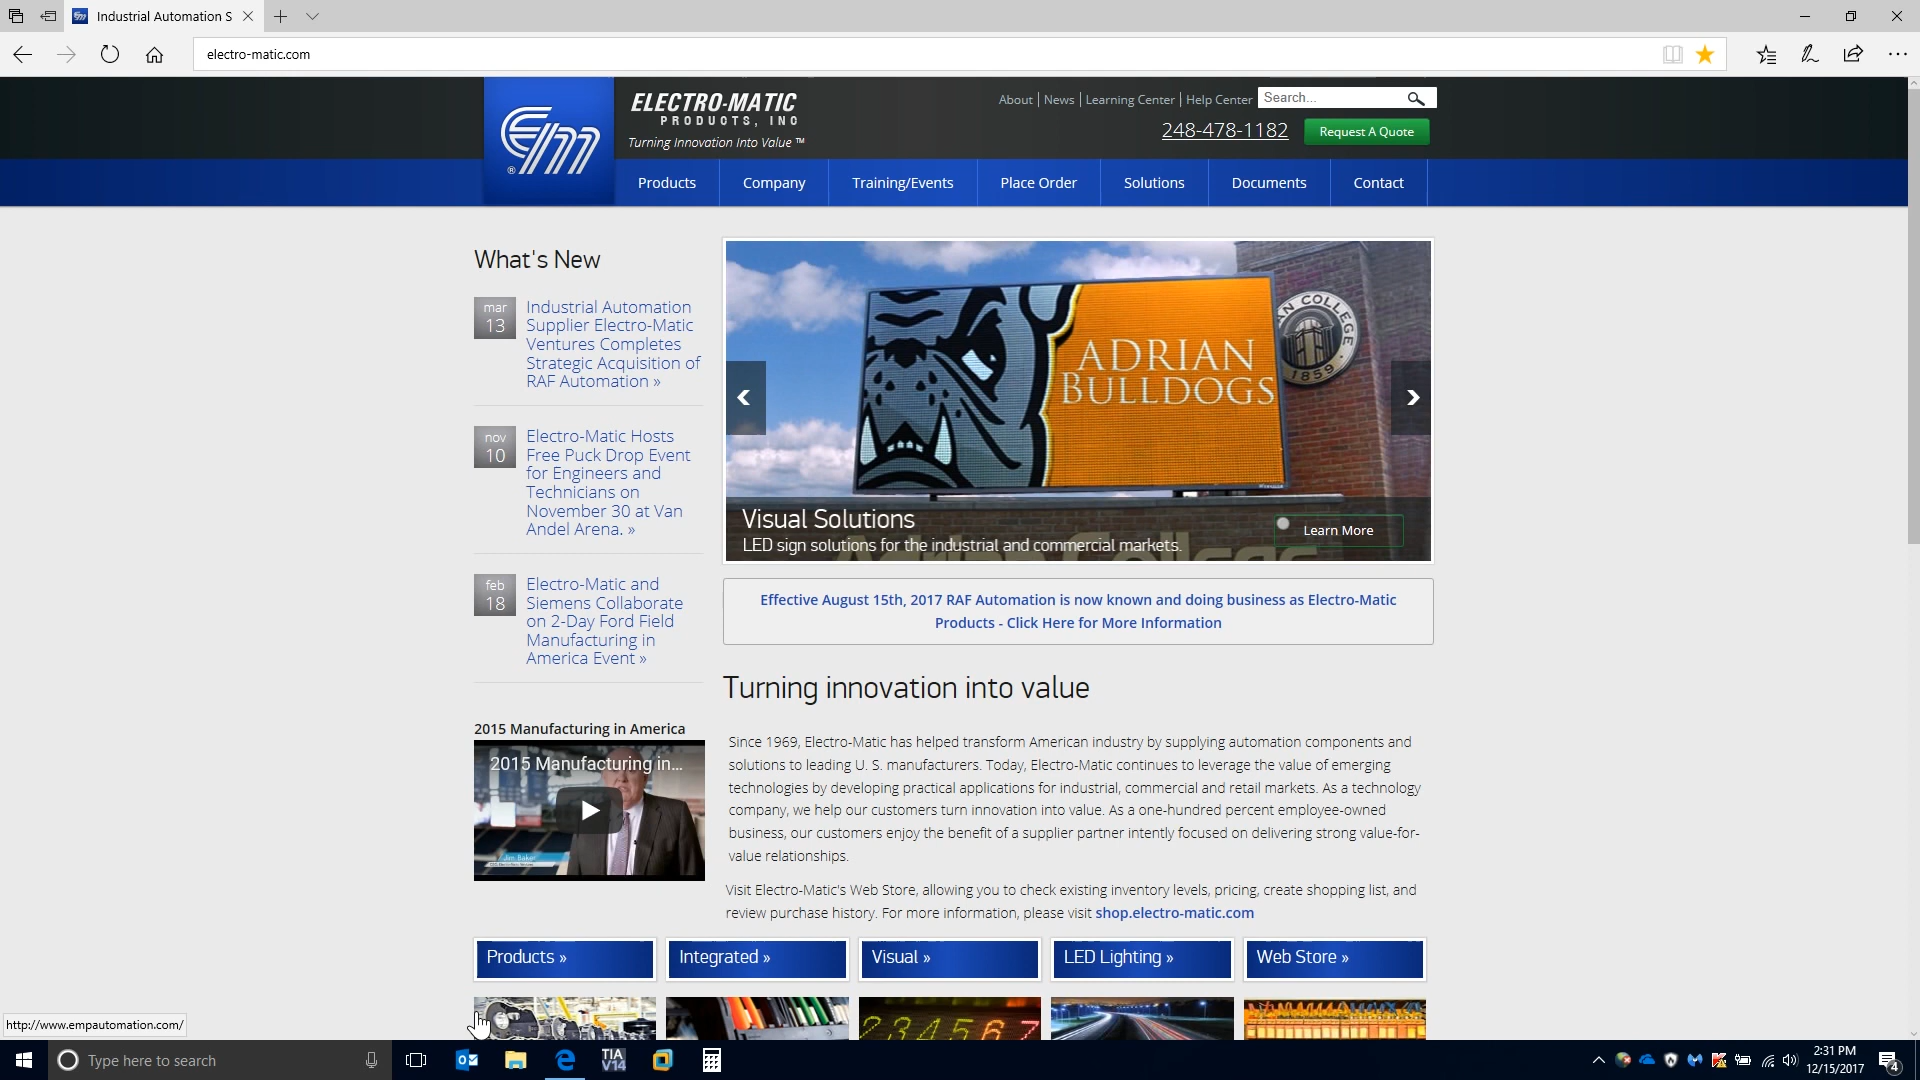 Industrial Automation S
electro-matic.com
ELECTRO-MATIC
PRODUCTS, INC
Turning Innovation Into Value ™
About | News | Learning Center | Help Center
Search...
248-478-1182
Request A Quote
em
®
Products
Company
Training/Events
Place Order
Solutions
Documents
Contact
What's New
mar
13
Industrial Automation
Supplier Electro-Matic
Ventures Completes
Strategic Acquisition of
RAF Automation »
nov
10
Electro-Matic Hosts
Free Puck Drop Event
for Engineers and
Technicians on
November 30 at Van
Andel Arena. »
feb
18
Electro-Matic and
Siemens Collaborate
on 2-Day Ford Field
Manufacturing in
America Event »
2015 Manufacturing in America
2015 Manufacturing in...
Jim Baker
ADRIAN
BULLDOGS
AN COLLEGE
1859
Visual Solutions
LED sign solutions for the industrial and commercial markets.
Learn More
Adrian College
Effective August 15th, 2017 RAF Automation is now known and doing business as Electro-Matic
Products - Click Here for More Information
Turning innovation into value
Since 1969, Electro-Matic has helped transform American industry by supplying automation components and
solutions to leading U. S. manufacturers. Today, Electro-Matic continues to leverage the value of emerging
technologies by developing practical applications for industrial, commercial and retail markets. As a technology
company, we help our customers turn innovation into value. As a one-hundred percent employee-owned
business, our customers enjoy the benefit of a supplier partner intently focused on delivering strong value-for-
value relationships.
Visit Electro-Matic's Web Store, allowing you to check existing inventory levels, pricing, create shopping list, and
review purchase history. For more information, please visit shop.electro-matic.com
Products »
Integrated »
Visual »
LED Lighting »
Web Store »
234567
http://www.empautomation.com/
Type here to search
TIA
V14
2:31 PM
12/15/2017
4